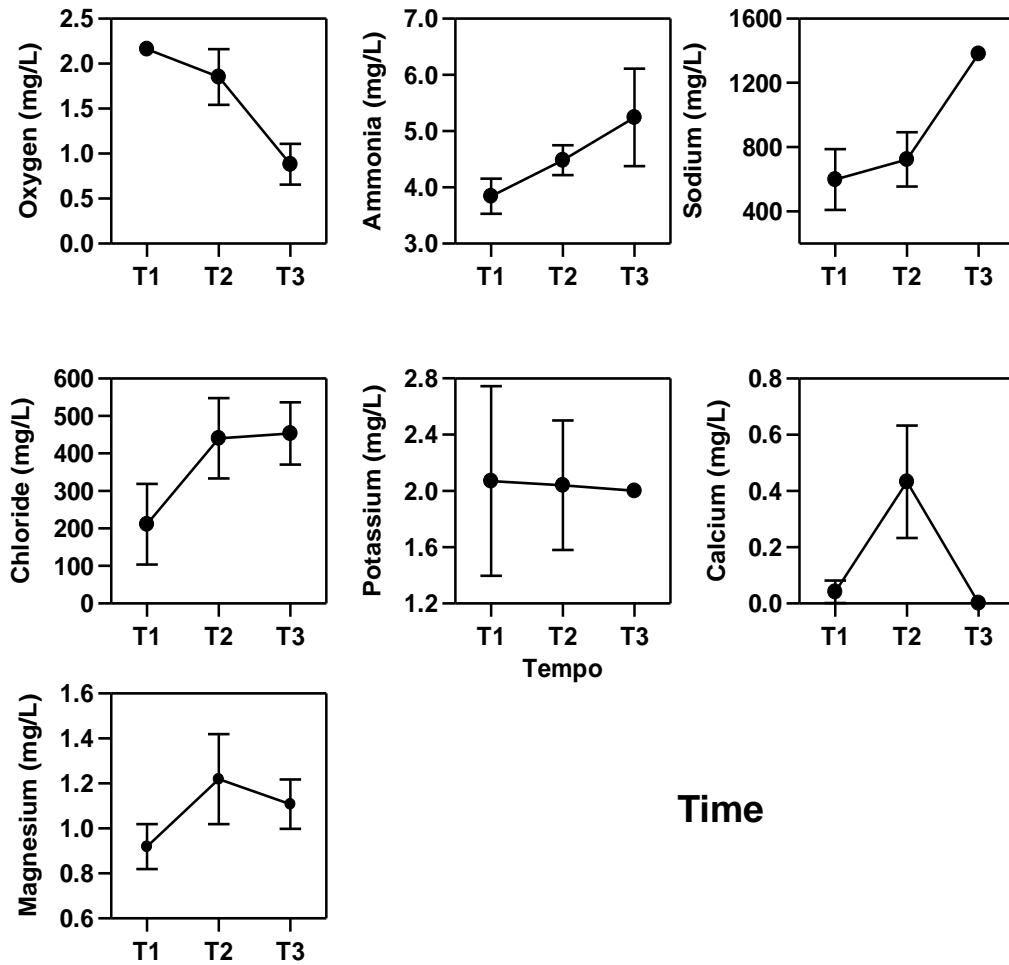 Oxygen (mg/L)
2.5
2.0
1.5
1.0
0.5
0.0
T1 T2 T3
Ammonia (mg/L)
7.0
6.0
5.0
4.0
3.0
T1 T2 T3
Sodium (mg/L)
1600
1200
800
400
T1 T2 T3
Chloride (mg/L)
600
500
400
300
200
100
0
T1 T2 T3
Potassium (mg/L)
2.8
2.4
2.0
1.6
1.2
T1 T2 T3
Tempo
Calcium (mg/L)
0.8
0.6
0.4
0.2
0.0
T1 T2 T3
Magnesium (mg/L)
1.6
1.4
1.2
1.0
0.8
0.6
T1 T2 T3
Time